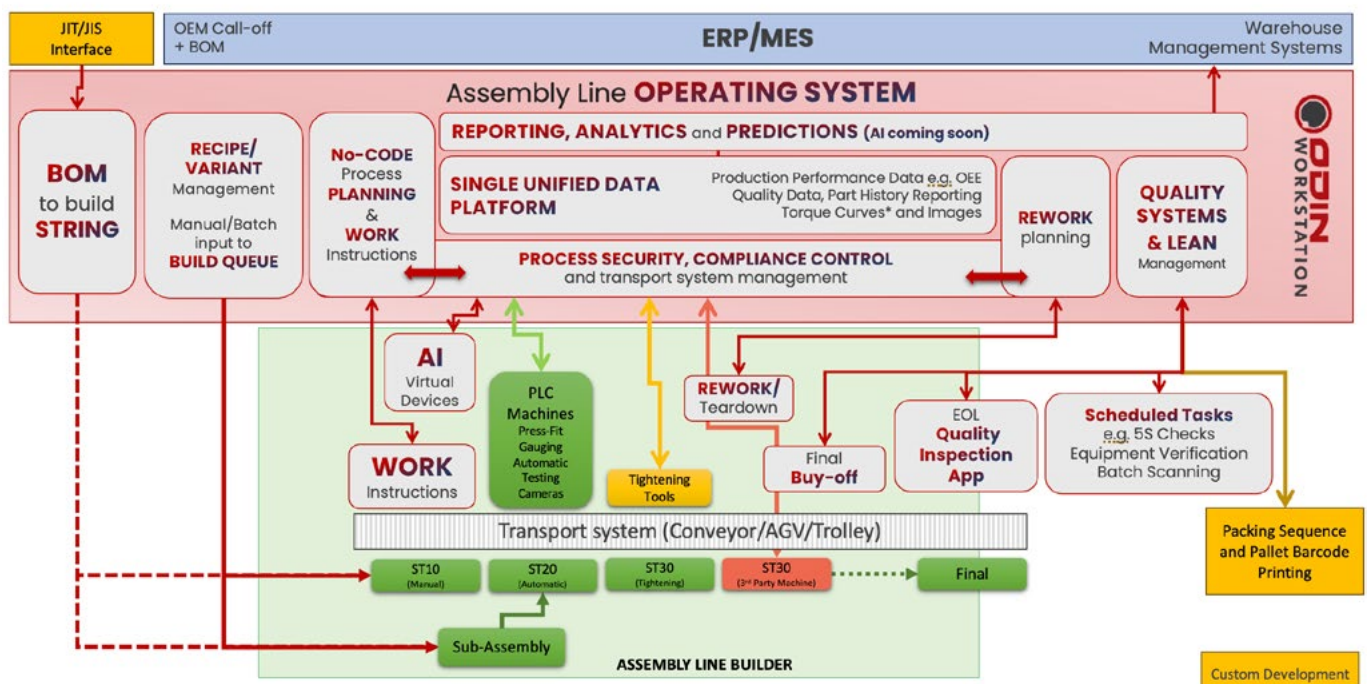 JIT/JIS
Interface
OEM Call-off
+ BOM
ERP/MES
Warehouse
Management Systems
Assembly Line OPERATING SYSTEM
ODIN
WORKSTATION
BOM
to build
STRING
RECIPE/
VARIANT
Management
Manual/Batch
input to
BUILD QUEUE
No-CODE
Process
PLANNING
&
WORK
Instructions
REPORTING, ANALYTICS and PREDICTIONS (AI coming soon)
SINGLE UNIFIED DATA
PLATFORM
Production Performance Data e.g. OEE
Quality Data, Part History Reporting
Torque Curves* and Images
PROCESS SECURITY, COMPLIANCE CONTROL
and transport system management
REWORK
planning
QUALITY
SYSTEMS
& LEAN
Management
AI
Virtual
Devices
WORK
Instructions
PLC
Machines
Press-Fit
Gauging
Automatic
Testing
Cameras
Tightening
Tools
REWORK/
Teardown
Final
Buy-off
EOL
Quality
Inspection
App
Scheduled Tasks
e.g. 5S Checks
Equipment Verification
Batch Scanning
Transport system (Conveyor/AGV/Trolley)
ST10
(Manual)
ST20
(Automatic)
ST30
(Tightening)
ST30
(3rd Party Machine)
Final
Sub-Assembly
ASSEMBLY LINE BUILDER
Packing Sequence
and Pallet Barcode
Printing
Custom Development